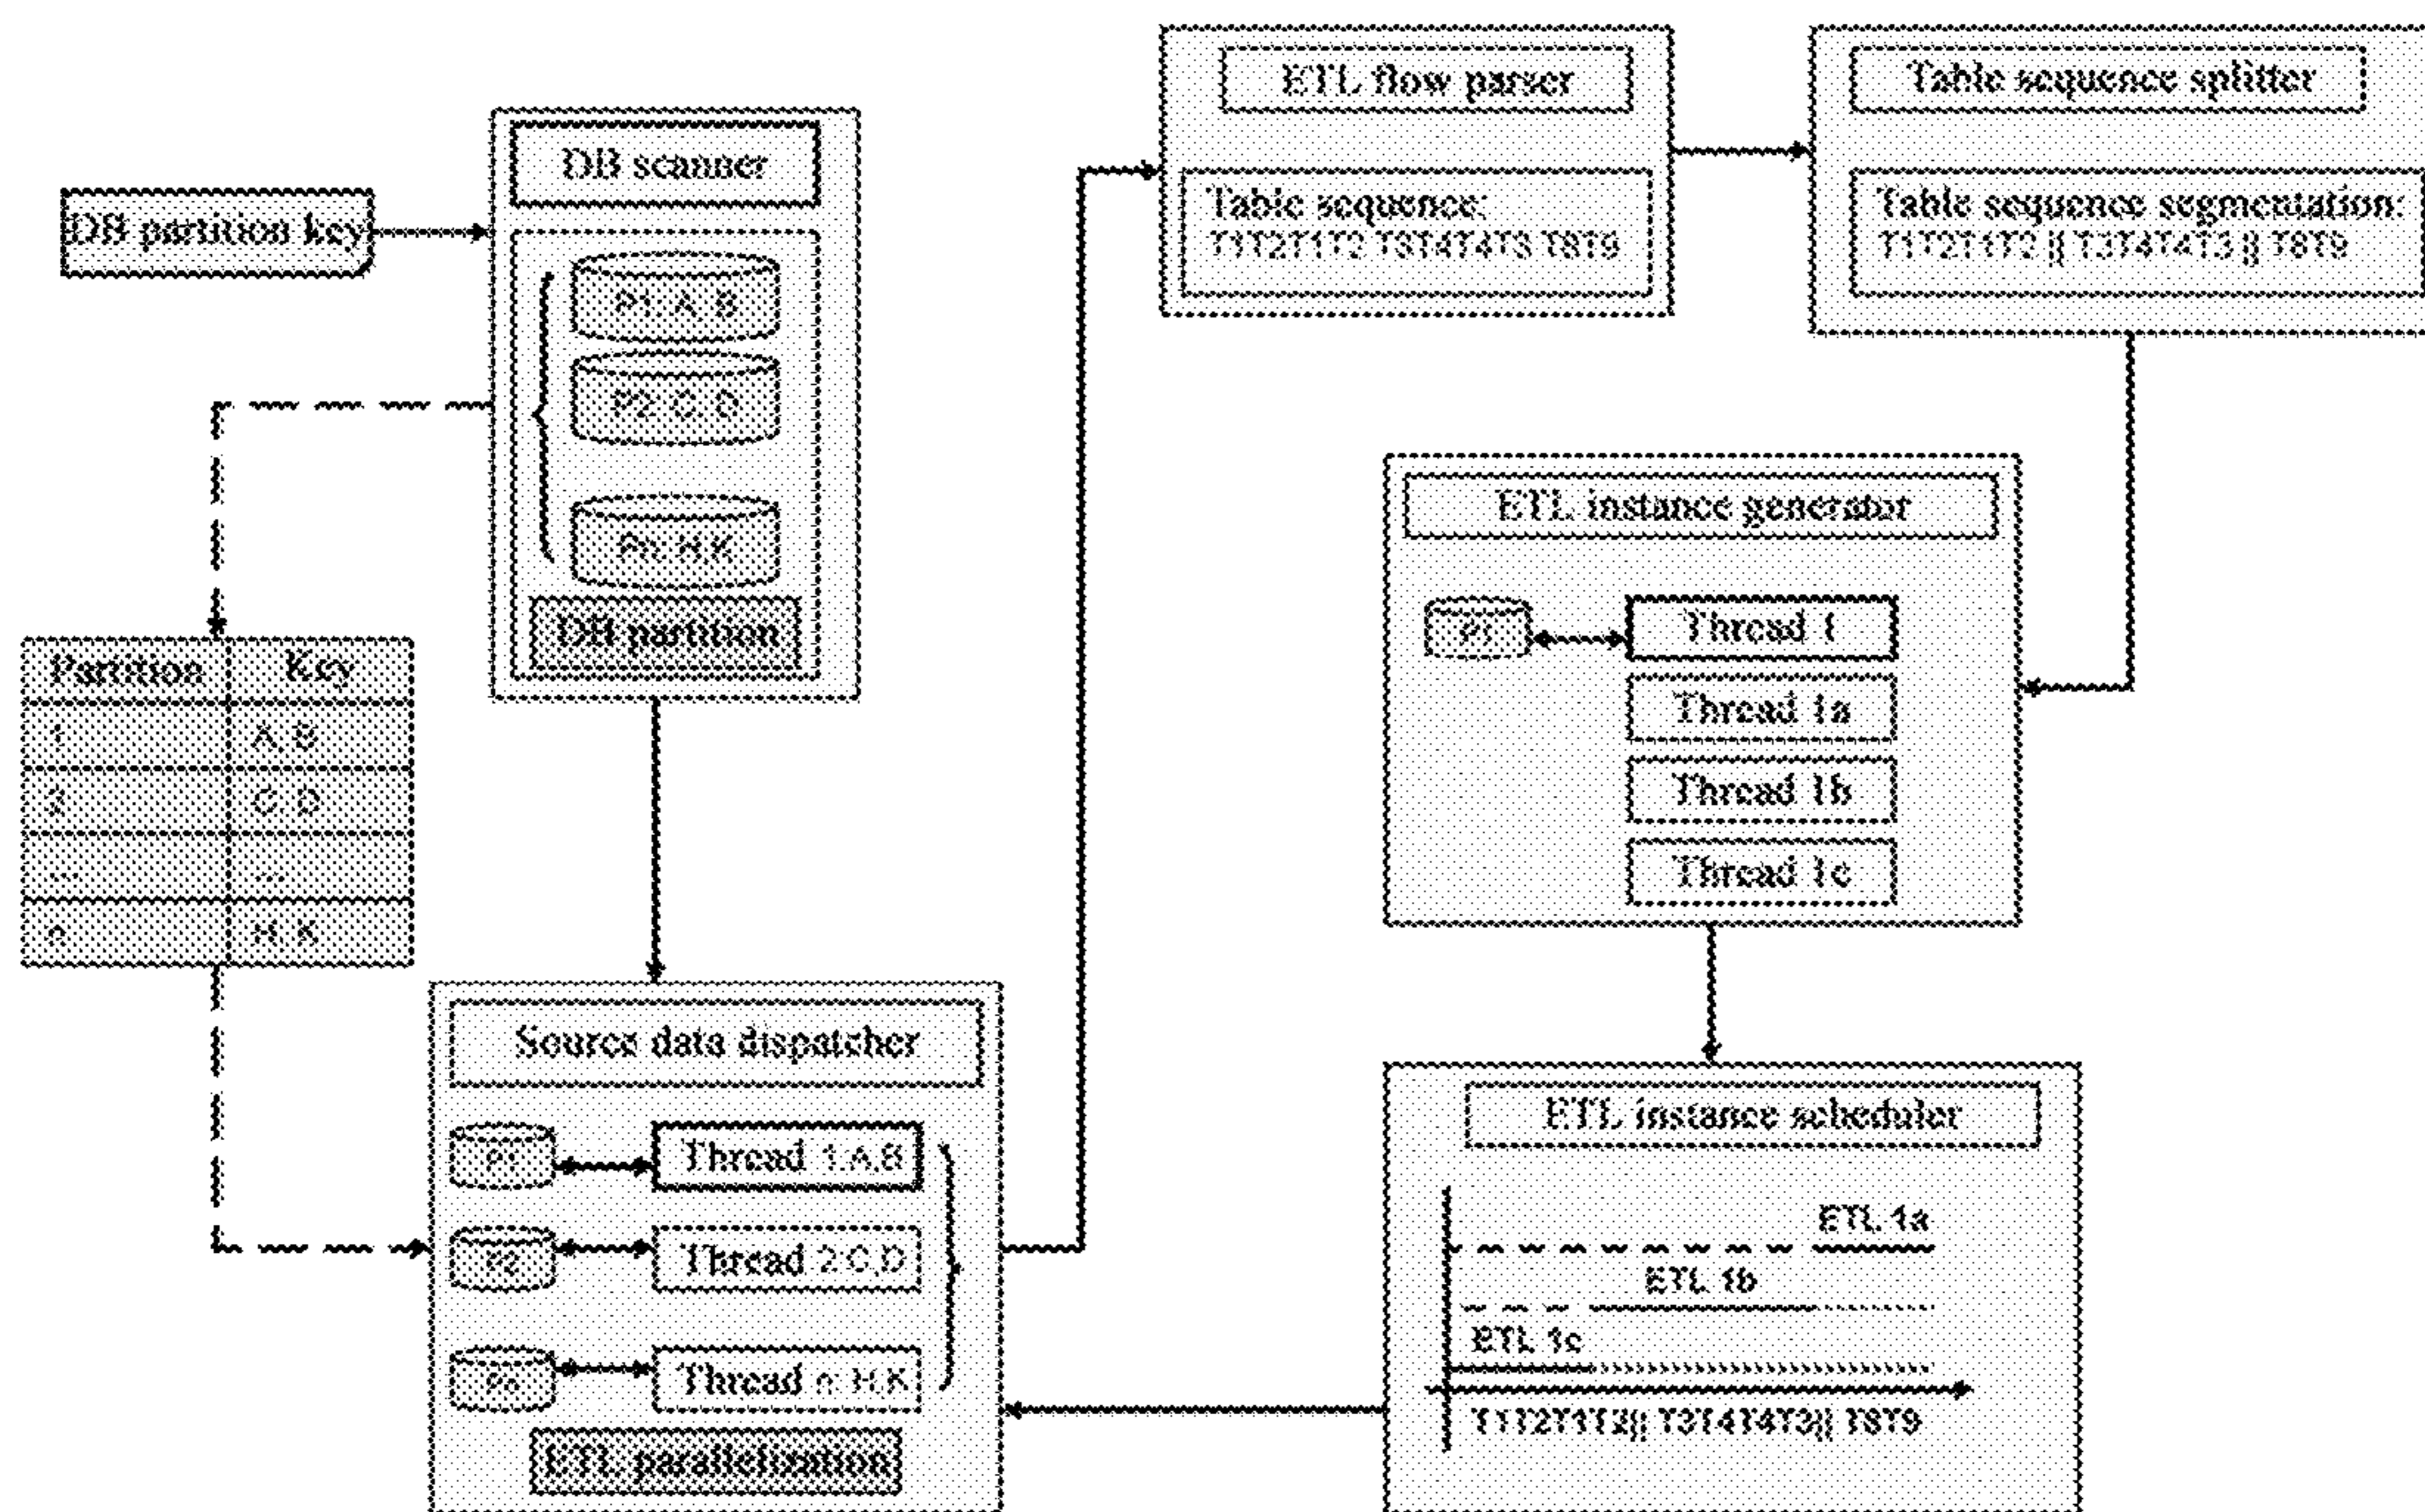 DB partition key
DB scanner
P1: A, B
P2: C, D
Pn: H,K
DB partition
Partition Key
1 A, B
2 C, D
... ...
n H, K
Source data dispatcher
P1 Thread 1:A,B
P2 Thread 2:C,D
Pn Thread n: H,K
ETL parallelization
ETL flow parser
Table sequence:
T1T2T1T2 T3T4T4T3 T8T9
Table sequence splitter
Table sequence segmentation:
T1T2T1T2 || T3T4T4T3 || T8T9
ETL instance generator
P1 Thread 1
Thread 1a
Thread 1b
Thread 1c
ETL instance scheduler
ETL 1a
ETL 1b
ETL 1c
T1T2T1T2|| T3T4T4T3|| T8T9